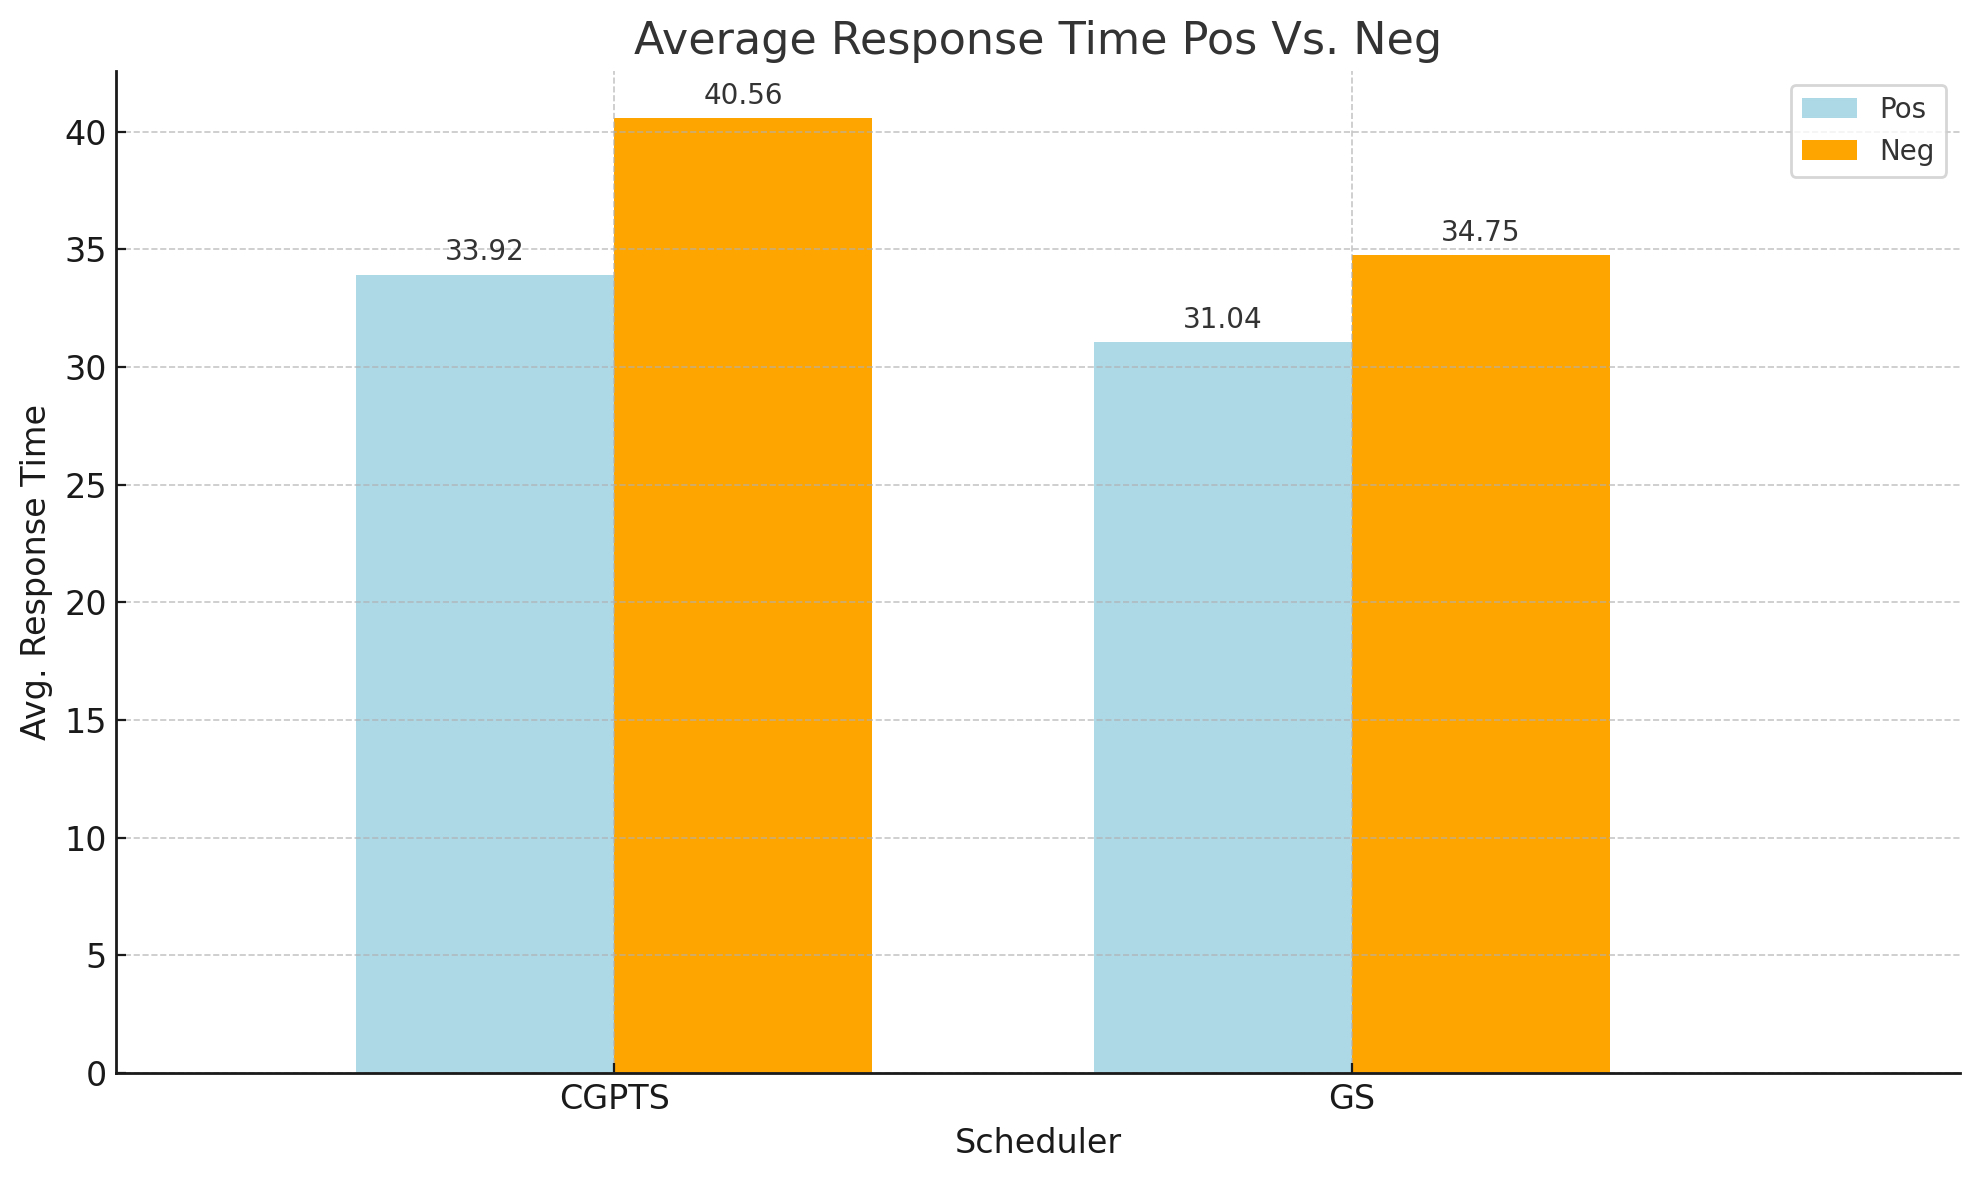 Average Response Time Pos Vs. Neg
Pos
Neg
40.56
33.92
34.75
31.04
40
35
30
25
20
15
10
5
0
Avg. Response Time
CGPTS
GS
Scheduler